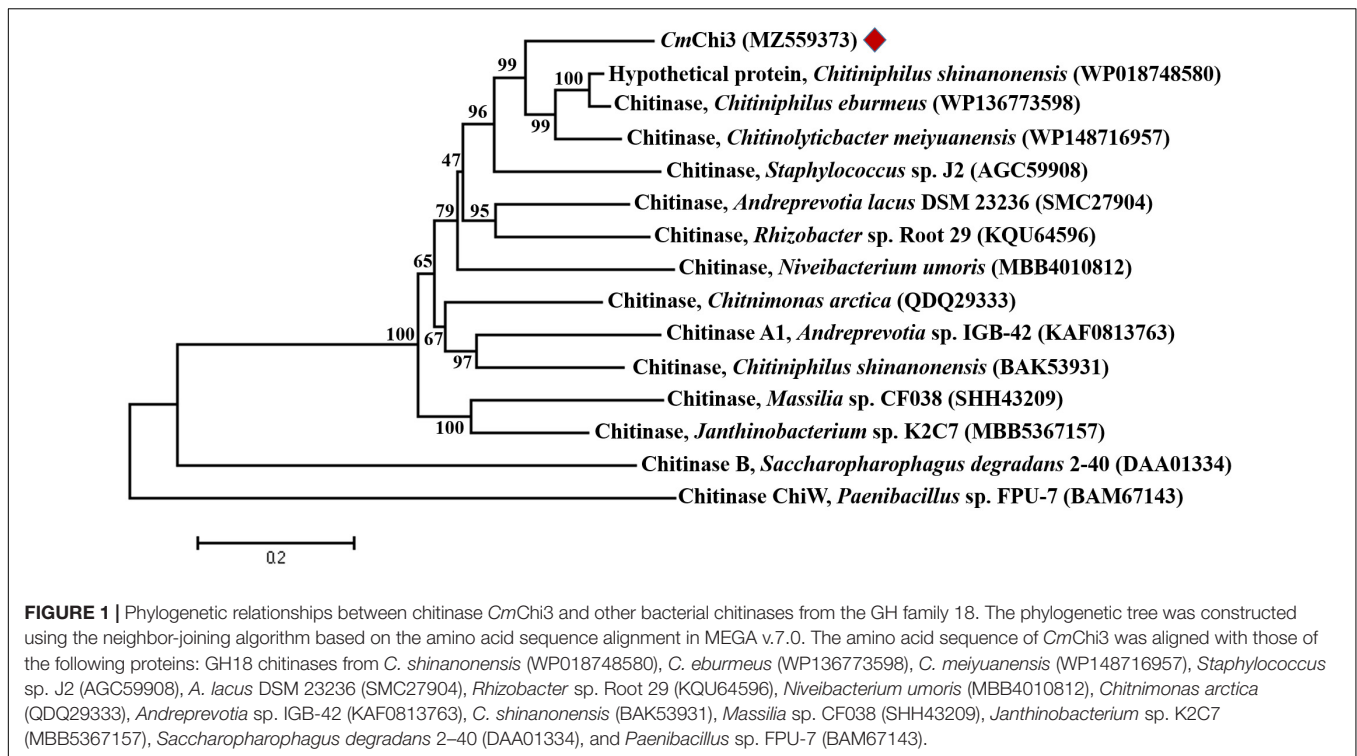 CmChi3 (MZ559373)
99
100
Hypothetical protein, Chitiniphilus shinanonensis (WP018748580)
Chitinase, Chitiniphilus eburmeus (WP136773598)
96
99
Chitinase, Chitinolyticbacter meiyuanensis (WP148716957)
47
Chitinase, Staphylococcus sp. J2 (AGC59908)
79
95
Chitinase, Andreprevotia lacus DSM 23236 (SMC27904)
Chitinase, Rhizobacter sp. Root 29 (KQU64596)
65
Chitinase, Niveibacterium umoris (MBB4010812)
Chitinase, Chitnimonas arctica (QDQ29333)
100
67
Chitinase A1, Andreprevotia sp. IGB-42 (KAF0813763)
97
Chitinase, Chitiniphilus shinanonensis (BAK53931)
Chitinase, Massilia sp. CF038 (SHH43209)
100
Chitinase, Janthinobacterium sp. K2C7 (MBB5367157)
Chitinase B, Saccharopharophagus degradans 2-40 (DAA01334)
Chitinase ChiW, Paenibacillus sp. FPU-7 (BAM67143)
0.2
FIGURE 1 | Phylogenetic relationships between chitinase CmChi3 and other bacterial chitinases from the GH family 18. The phylogenetic tree was constructed
using the neighbor-joining algorithm based on the amino acid sequence alignment in MEGA v.7.0. The amino acid sequence of CmChi3 was aligned with those of
the following proteins: GH18 chitinases from C. shinanonensis (WP018748580), C. eburmeus (WP136773598), C. meiyuanensis (WP148716957), Staphylococcus
sp. J2 (AGC59908), A. lacus DSM 23236 (SMC27904), Rhizobacter sp. Root 29 (KQU64596), Niveibacterium umoris (MBB4010812), Chitnimonas arctica
(QDQ29333), Andreprevotia sp. IGB-42 (KAF0813763), C. shinanonensis (BAK53931), Massilia sp. CF038 (SHH43209), Janthinobacterium sp. K2C7
(MBB5367157), Saccharopharophagus degradans 2–40 (DAA01334), and Paenibacillus sp. FPU-7 (BAM67143).